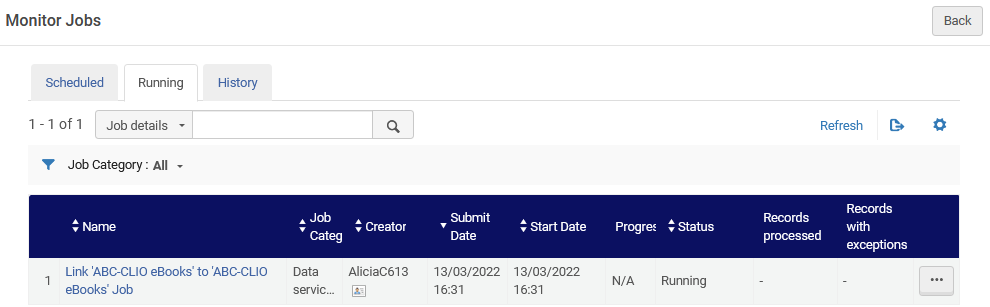 Monitor Jobs
Back
Scheduled
Running
History
1 - 1 of 1
Job details
Refresh
Job Category : All
Name
Job
Categ
Creator
Submit
Date
Start Date
Progres
Status
Records
processed
Records
with
exceptions
1
Link 'ABC-CLIO eBooks' to 'ABC-CLIO
eBooks' Job
Data
servic...
AliciaC613
13/03/2022
16:31
13/03/2022
16:31
N/A
Running
-
-